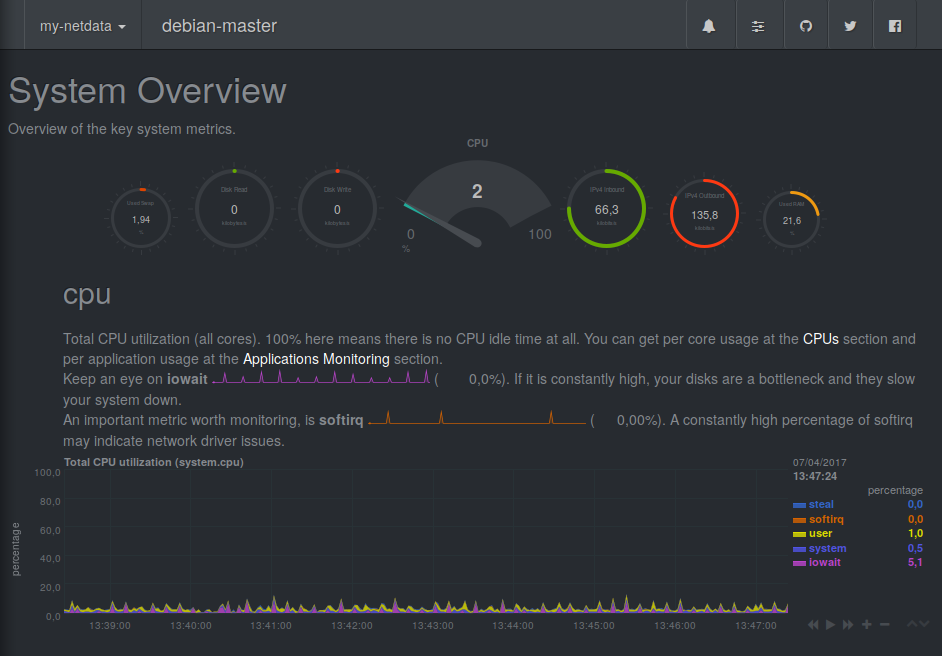 my-netdata debian-master
System Overview
Overview of the key system metrics.
CPU
Used Swap
1,94
%
Disk Read
0
kilobytes/s
Disk Write
0
kilobytes/s
2
0
100
%
IPv4 Inbound
66,3
kilobits/s
IPv4 Outbound
135,8
kilobits/s
Used RAM
21,6
%
cpu
Total CPU utilization (all cores). 100% here means there is no CPU idle time at all. You can get per core usage at the CPUs section and
per application usage at the Applications Monitoring section.
Keep an eye on iowait ( 0,0%). If it is constantly high, your disks are a bottleneck and they slow
your system down.
An important metric worth monitoring, is softirq ( 0,00%). A constantly high percentage of softirq
may indicate network driver issues.
Total CPU utilization (system.cpu)
07/04/2017
13:47:24
percentage
steal 0,0
softirq 0,0
user 1,0
system 0,5
iowait 5,1
percentage
100,0
80,0
60,0
40,0
20,0
0,0
13:39:00 13:40:00 13:41:00 13:42:00 13:43:00 13:44:00 13:45:00 13:46:00 13:47:00